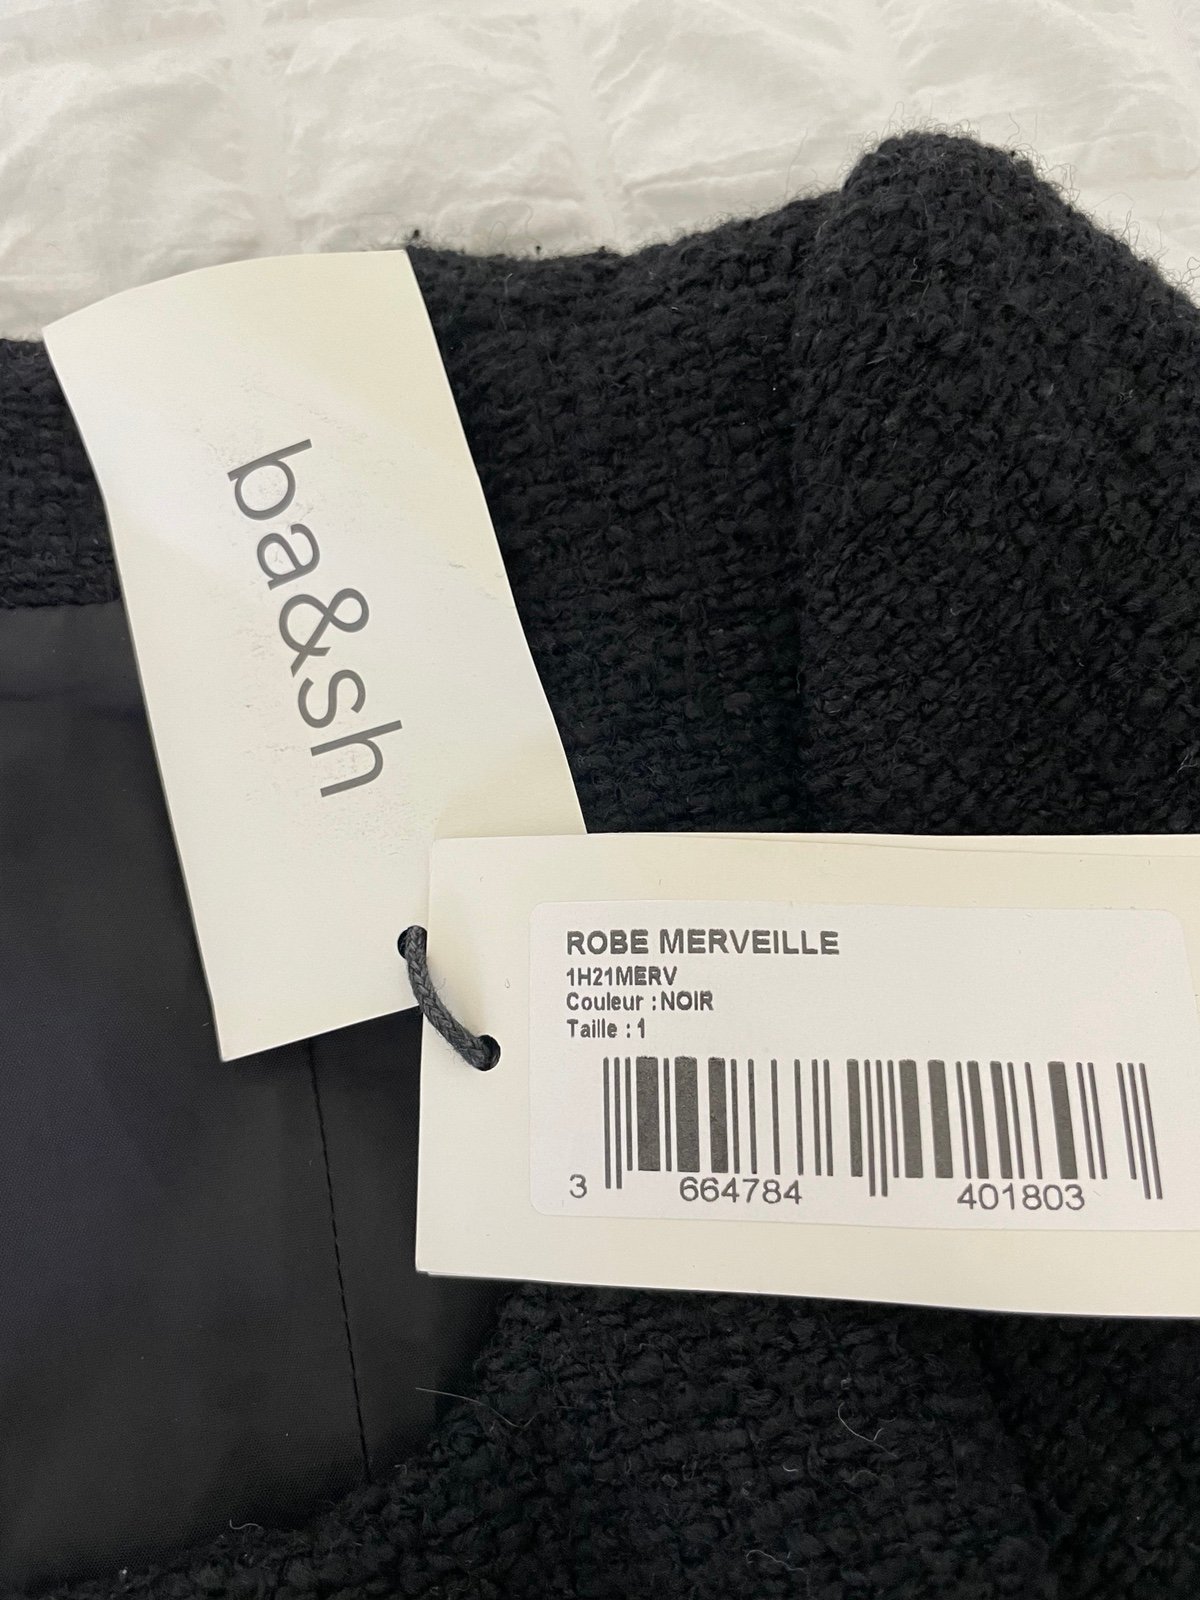 ba&sh
ROBE MERVEILLE
1H21MERV
Couleur : NOIR
Taille : 1
3 664784 401803